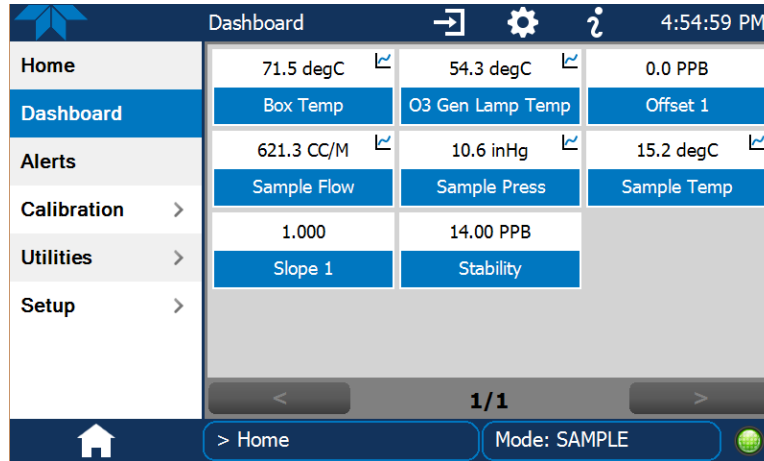 Dashboard 4:54:59 PM
Home
Dashboard
Alerts
Calibration >
Utilities >
Setup >
71.5 degC 54.3 degC 0.0 PPB
Box Temp O3 Gen Lamp Temp Offset 1
621.3 CC/M 10.6 inHg 15.2 degC
Sample Flow Sample Press Sample Temp
1.000 14.00 PPB
Slope 1 Stability
< 1/1 >
> Home Mode: SAMPLE